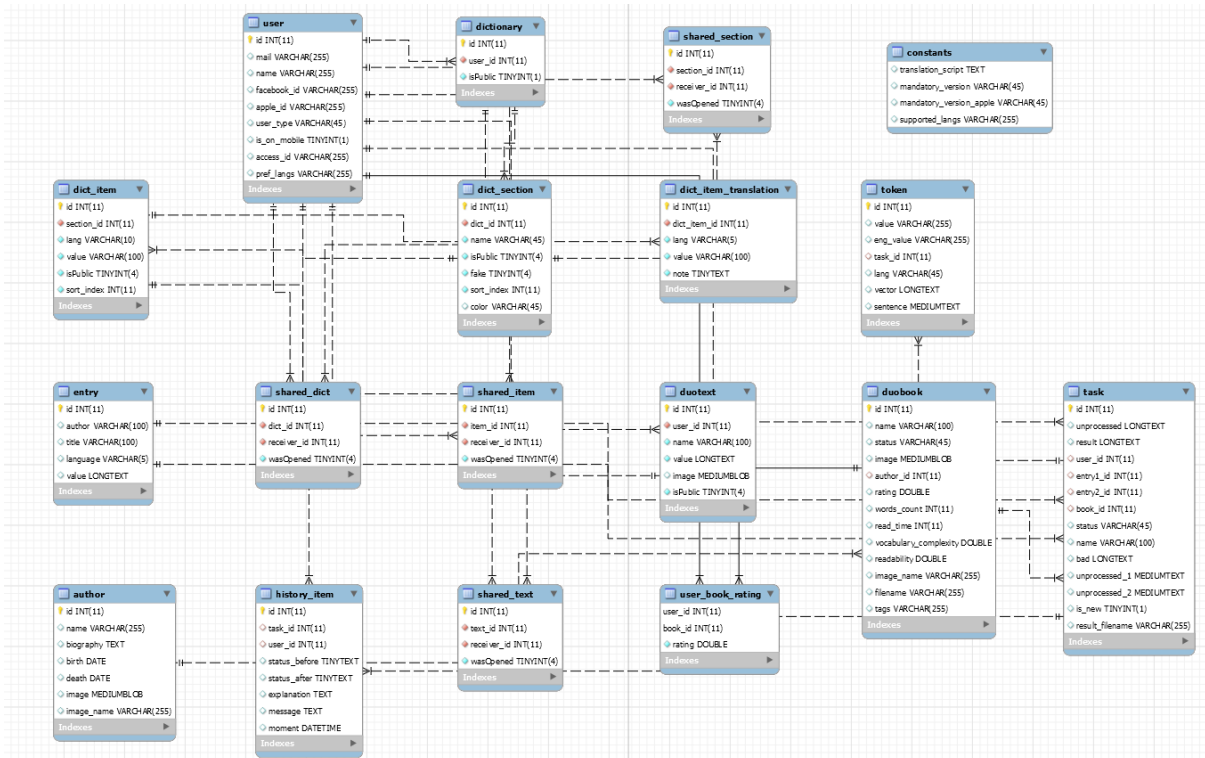 user
id INT(11)
mail VARCHAR(255)
name VARCHAR(255)
facebook_id VARCHAR(255)
apple_id VARCHAR(255)
user_type VARCHAR(45)
is_on_mobile TINYINT(1)
access_id VARCHAR(255)
pref_langs VARCHAR(255)
Indexes
dictionary
id INT(11)
user_id INT(11)
isPublic TINYINT(1)
Indexes
shared_section
id INT(11)
section_id INT(11)
receiver_id INT(11)
wasOpened TINYINT(4)
Indexes
constants
translation_script TEXT
mandatory_version VARCHAR(45)
mandatory_version_apple VARCHAR(45)
supported_langs VARCHAR(255)
dict_item
id INT(11)
section_id INT(11)
lang VARCHAR(10)
value VARCHAR(100)
isPublic TINYINT(4)
sort_index INT(11)
Indexes
dict_section
id INT(11)
dict_id INT(11)
name VARCHAR(45)
isPublic TINYINT(4)
fake TINYINT(4)
sort_index INT(11)
color VARCHAR(45)
Indexes
dict_item_translation
id INT(11)
dict_item_id INT(11)
lang VARCHAR(5)
value VARCHAR(100)
note TINYTEXT
Indexes
token
id INT(11)
value VARCHAR(255)
eng_value VARCHAR(255)
task_id INT(11)
lang VARCHAR(45)
vector LONGTEXT
sentence MEDIUMTEXT
Indexes
entry
id INT(11)
author VARCHAR(100)
title VARCHAR(100)
language VARCHAR(5)
value LONGTEXT
Indexes
shared_dict
id INT(11)
dict_id INT(11)
receiver_id INT(11)
wasOpened TINYINT(4)
Indexes
shared_item
id INT(11)
item_id INT(11)
receiver_id INT(11)
wasOpened TINYINT(4)
Indexes
duotext
id INT(11)
user_id INT(11)
name VARCHAR(100)
value LONGTEXT
image MEDIUMBLOB
isPublic TINYINT(4)
Indexes
duobook
id INT(11)
name VARCHAR(100)
status VARCHAR(45)
image MEDIUMBLOB
author_id INT(11)
rating DOUBLE
words_count INT(11)
read_time INT(11)
vocabulary_complexity DOUBLE
readability DOUBLE
image_name VARCHAR(255)
filename VARCHAR(255)
tags VARCHAR(255)
Indexes
task
id INT(11)
unprocessed LONGTEXT
result LONGTEXT
user_id INT(11)
entry1_id INT(11)
entry2_id INT(11)
book_id INT(11)
status VARCHAR(45)
name VARCHAR(100)
bad LONGTEXT
unprocessed_1 MEDIUMTEXT
unprocessed_2 MEDIUMTEXT
is_new TINYINT(1)
result_filename VARCHAR(255)
Indexes
author
id INT(11)
name VARCHAR(255)
biography TEXT
birth DATE
death DATE
image MEDIUMBLOB
image_name VARCHAR(255)
Indexes
history_item
id INT(11)
task_id INT(11)
user_id INT(11)
status_before TINYTEXT
status_after TINYTEXT
explanation TEXT
message TEXT
moment DATETIME
Indexes
shared_text
id INT(11)
text_id INT(11)
receiver_id INT(11)
wasOpened TINYINT(4)
Indexes
user_book_rating
user_id INT(11)
book_id INT(11)
rating DOUBLE
Indexes